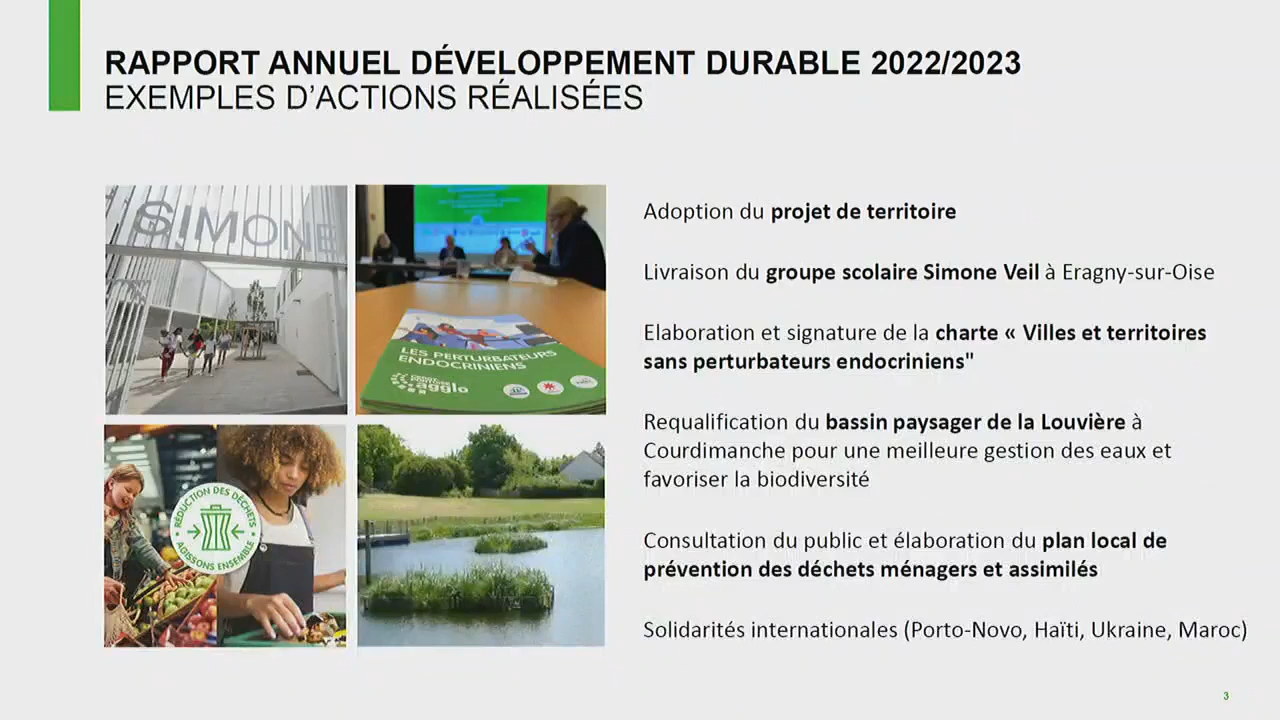 RAPPORT ANNUEL DÉVELOPPEMENT DURABLE 2022/2023
EXEMPLES D'ACTIONS RÉALISÉES
SIMONE
LES PERTURBATEURS
ENDOCRINIENS
agglo
RÉDUCTION DES DÉCHETS
AGISSONS ENSEMBLE
Adoption du projet de territoire
Livraison du groupe scolaire Simone Veil à Eragny-sur-Oise
Elaboration et signature de la charte « Villes et territoires
sans perturbateurs endocriniens"
Requalification du bassin paysager de la Louvière à
Courdimanche pour une meilleure gestion des eaux et
favoriser la biodiversité
Consultation du public et élaboration du plan local de
prévention des déchets ménagers et assimilés
Solidarités internationales (Porto-Novo, Haïti, Ukraine, Maroc)
3